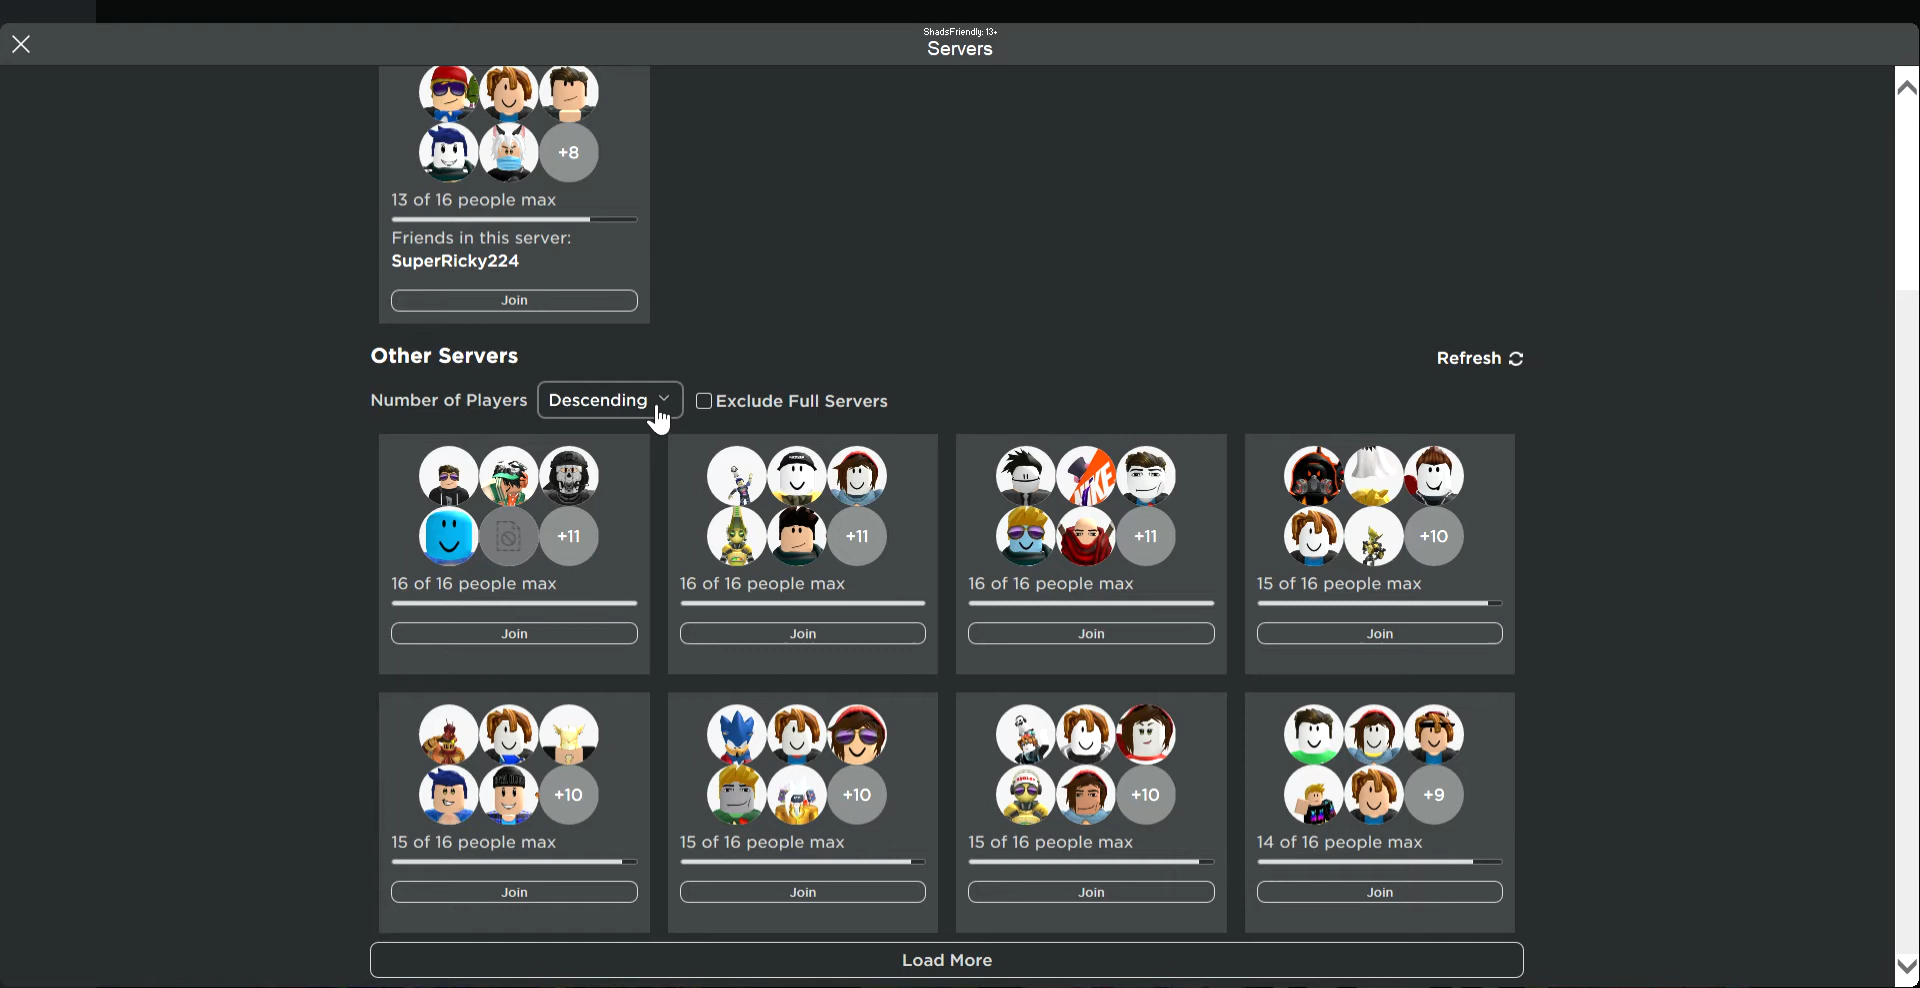 ShadsFriendly: 13+
Servers
+8
13 of 16 people max
Friends in this server:
SuperRicky224
Join
Other Servers
Refresh
Number of Players
Descending
Exclude Full Servers
+11
+11
+11
+10
16 of 16 people max
16 of 16 people max
16 of 16 people max
15 of 16 people max
Join
Join
Join
Join
+10
+10
+10
+9
15 of 16 people max
15 of 16 people max
15 of 16 people max
14 of 16 people max
Join
Join
Join
Join
Load More